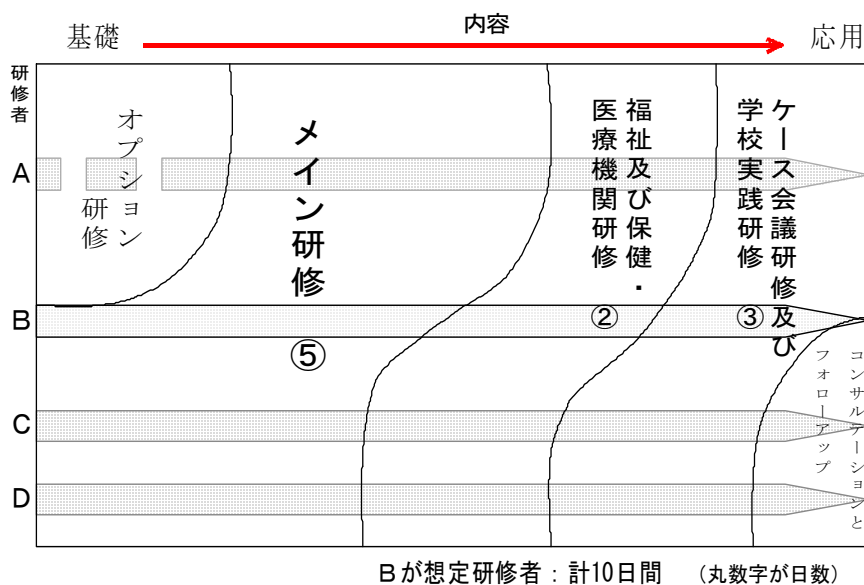 内容
基礎
応用
研修者
オプション
研修
メイン研修
⑤
福祉及び保健・
医療機関研修
②
ケース会議研修及び
学校実践研修
③
コンサルテーションと
フォローアップ
A
B
C
D
Bが想定研修者：計10日間 （丸数字が日数）